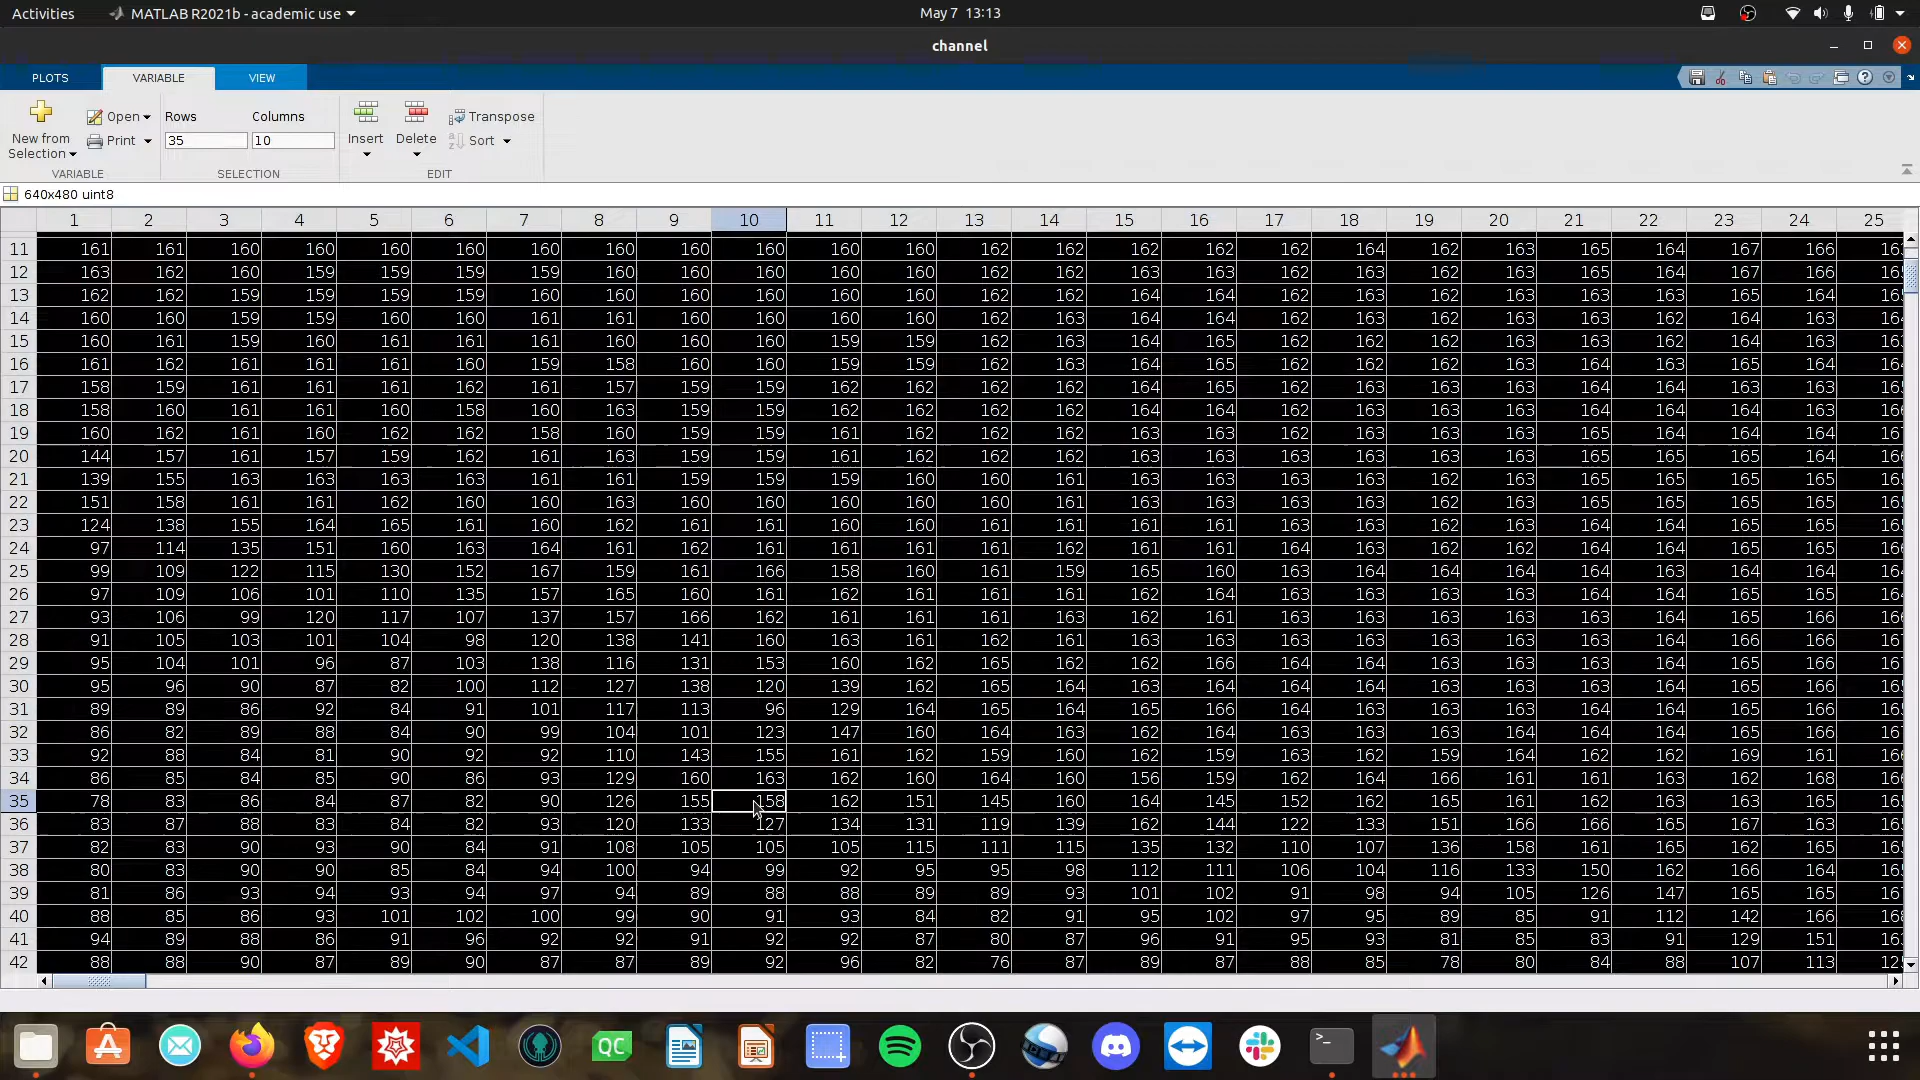 Activities MATLAB R2021b - academic use May 7 13:13
channel
PLOTS VARIABLE VIEW
New from Selection Open Print Rows Columns 35 10 Insert Delete Transpose Sort
VARIABLE SELECTION EDIT
640x480 uint8
1 2 3 4 5 6 7 8 9 10 11 12 13 14 15 16 17 18 19 20 21 22 23 24 25
11 161 161 160 160 160 160 160 160 160 160 160 160 162 162 162 162 162 164 162 163 165 164 167 166
12 163 162 160 159 159 159 159 160 160 160 160 160 162 162 163 163 162 163 162 163 165 164 167 166
13 162 162 159 159 159 159 160 160 160 160 160 160 162 162 164 164 162 163 162 163 163 163 165 164
14 160 160 159 159 160 160 161 161 160 160 160 160 162 163 164 164 162 163 162 163 163 162 164 163
15 160 161 159 160 161 161 161 160 160 160 159 159 162 163 164 165 162 163 162 163 163 162 164 163
16 161 162 161 161 161 160 159 158 160 160 159 159 162 163 164 165 162 162 162 163 164 163 165 164
17 158 159 161 161 161 162 161 157 159 159 162 162 162 162 164 165 162 163 163 163 164 164 163 163
18 158 160 161 161 160 158 160 163 159 159 162 162 162 162 164 164 162 163 163 163 164 164 164 163
19 160 162 161 160 162 162 158 160 159 159 161 162 162 162 163 163 162 163 163 163 165 164 164 164
20 144 157 161 157 159 162 161 163 159 159 161 162 162 162 163 163 163 163 163 163 165 165 165 164
21 139 155 163 163 163 163 161 161 159 159 159 160 160 161 163 163 163 163 162 163 165 165 165 165
22 151 158 161 161 162 160 160 163 160 160 160 160 160 161 163 163 163 163 163 163 165 165 165 165
23 124 138 155 164 165 161 160 162 161 161 160 160 161 161 161 161 163 163 162 163 164 164 165 165
24 97 114 135 151 160 163 164 161 162 161 161 161 161 162 161 161 164 163 162 162 164 164 165 165
25 99 109 122 115 130 152 167 159 161 166 158 160 161 159 165 160 163 164 164 164 164 163 164 164
26 97 109 106 101 110 135 157 165 160 161 162 161 161 161 162 164 163 163 163 163 163 164 165 165
27 93 106 99 120 117 107 137 157 166 162 161 161 161 163 162 161 163 163 163 163 163 164 165 166
28 91 105 103 101 104 98 120 138 141 160 163 161 162 161 163 163 163 163 163 163 163 164 166 166
29 95 104 101 96 87 103 138 116 131 153 160 162 165 162 162 166 164 164 163 163 163 164 165 166
30 95 96 90 87 82 100 112 127 138 120 139 162 165 164 163 164 164 164 163 163 163 164 165 166
31 89 89 86 92 84 91 101 117 113 96 129 164 165 164 165 166 164 163 163 163 164 164 165 166
32 86 82 89 88 84 90 99 104 101 123 147 160 164 163 162 164 163 163 163 163 164 164 165 166
33 92 88 84 81 90 92 92 110 143 155 161 162 159 160 162 159 163 162 159 164 162 162 169 161
34 86 85 84 85 90 86 93 129 160 163 162 160 164 160 156 159 162 164 166 161 161 163 162 168
35 78 83 86 84 87 82 90 126 155 158 162 151 145 160 164 145 152 162 165 161 162 163 163 165
36 83 87 88 83 84 82 93 120 133 127 134 131 119 139 162 144 122 133 151 166 166 165 167 163
37 82 83 90 93 90 84 91 108 105 105 105 115 111 115 135 132 110 107 136 158 161 165 162 165
38 80 83 90 90 85 84 94 100 94 99 92 95 95 98 112 111 106 104 116 133 150 162 166 164
39 81 86 93 94 93 94 97 94 89 88 88 89 89 93 101 102 91 98 94 105 126 147 165 165
40 88 85 86 93 101 102 100 99 90 91 93 84 82 91 95 102 97 95 89 85 91 112 142 166
41 94 89 88 86 91 96 92 92 91 92 92 87 80 87 96 91 95 93 81 85 83 91 129 151
42 88 88 90 87 89 90 87 87 89 92 96 82 76 87 89 87 88 85 78 80 84 88 107 113
QC